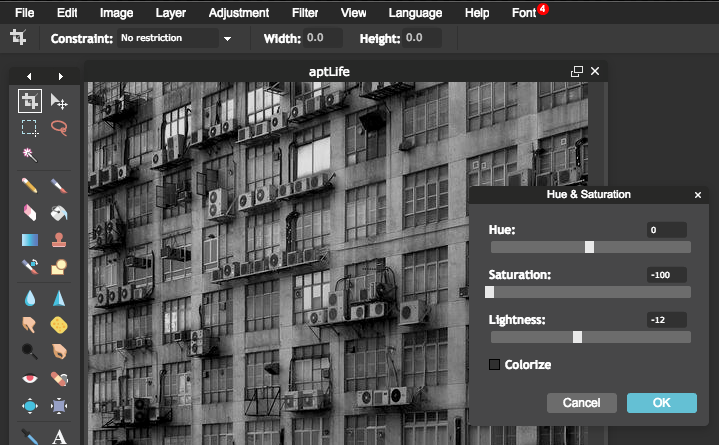 File Edit Image Layer Adjustment Filter View Language Help Font 4
Constraint: No restriction Width: 0.0 Height: 0.0
aptLife
Hue & Saturation
Hue: 0
Saturation: -100
Lightness: -12
Colorize
Cancel OK
A